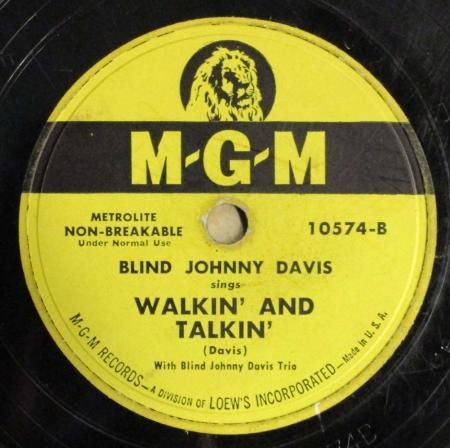 M-G-M
METROLITE
NON-BREAKABLE
Under Normal Use
10574-B
BLIND JOHNNY DAVIS
sings
WALKIN' AND
TALKIN'
(Davis)
With Blind Johnny Davis Trio
M-G-M RECORDS—A DIVISION OF LOEW'S INCORPORATED—Made in U. S. A.